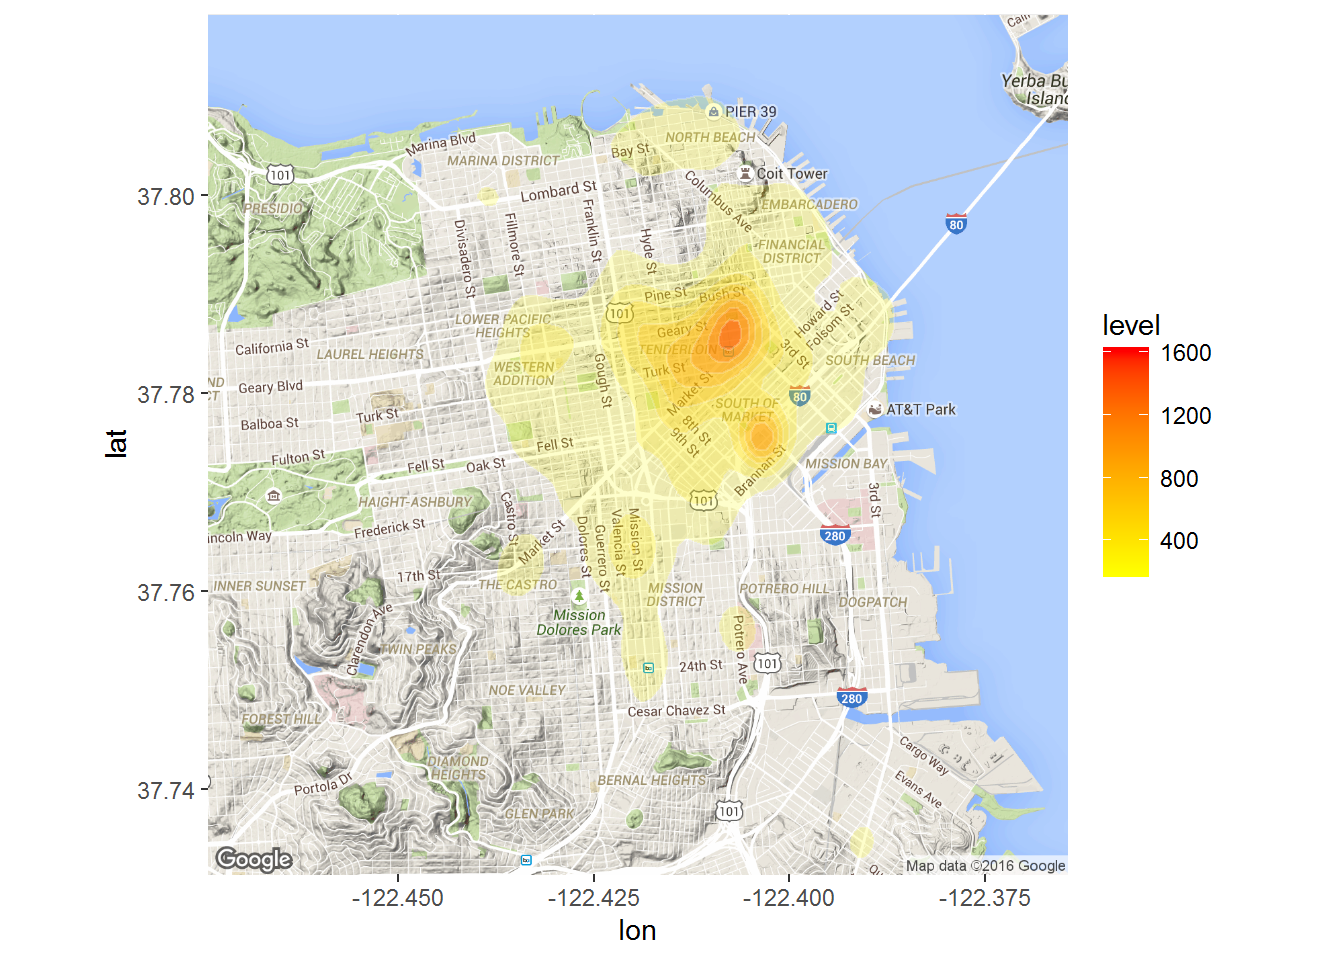 Cali
Yerba Bu
Island
PIER 39
NORTH BEACH
Marina Blvd
Bay St
MARINA DISTRICT
101
Coit Tower
Lombard St
Columbus Ave
37.80
PRESIDIO
EMBARCADERO
80
Divisadero St
Fillmore St
Franklin St
Hyde St
FINANCIAL
DISTRICT
Pine St
Bush St
101
LOWER PACIFIC
HEIGHTS
Geary St
Howard St
Folsom St
California St
LAUREL HEIGHTS
TENDERLOIN
3rd St
SOUTH BEACH
level
1600
1200
800
400
WESTERN
ADDITION
Gough St
Turk St
Market St
ND
CT
37.78
Geary Blvd
80
SOUTH OF
MARKET
AT&T Park
Balboa St
Turk St
8th St
9th St
Fulton St
Fell St
Oak St
Fell St
Brannan St
MISSION BAY
lat
HAIGHT-ASHBURY
Castro St
101
3rd St
Frederick St
Market St
Dolores St
Guerrero St
Valencia St
Mission St
280
incoln Way
17th St
THE CASTRO
37.76
INNER SUNSET
MISSION
DISTRICT
POTRERO HILL
DOGPATCH
Clarendon Ave
Mission
Dolores Park
Potrero Ave
TWIN PEAKS
24th St
101
NOE VALLEY
280
Cesar Chavez St
FOREST HILL
Cargo Way
DIAMOND
HEIGHTS
BERNAL HEIGHTS
Evans Ave
Portola Dr
37.74
GLEN PARK
101
Google
Map data ©2016 Google
-122.450
-122.425
-122.400
-122.375
lon